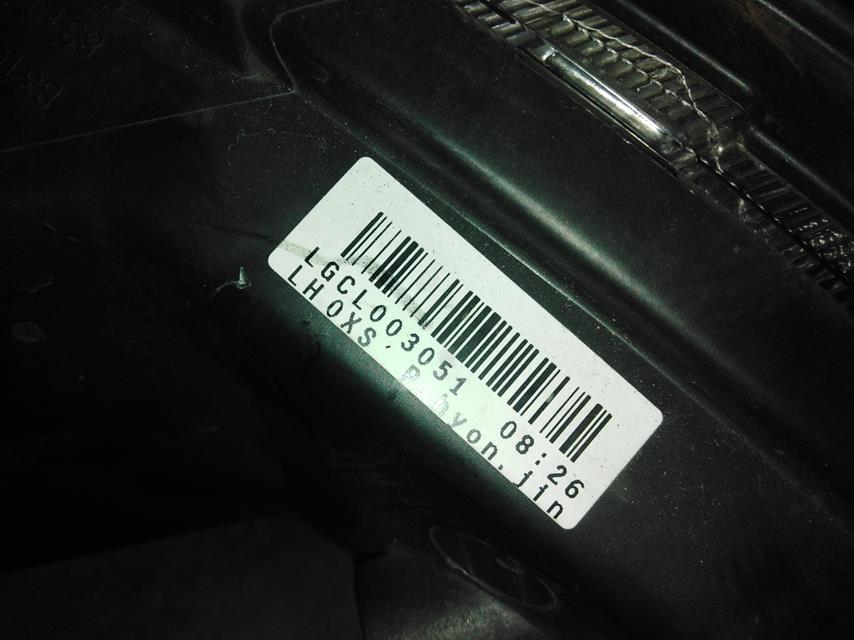 LGCL003051 08:26
LHOXS, P.hyon.jin